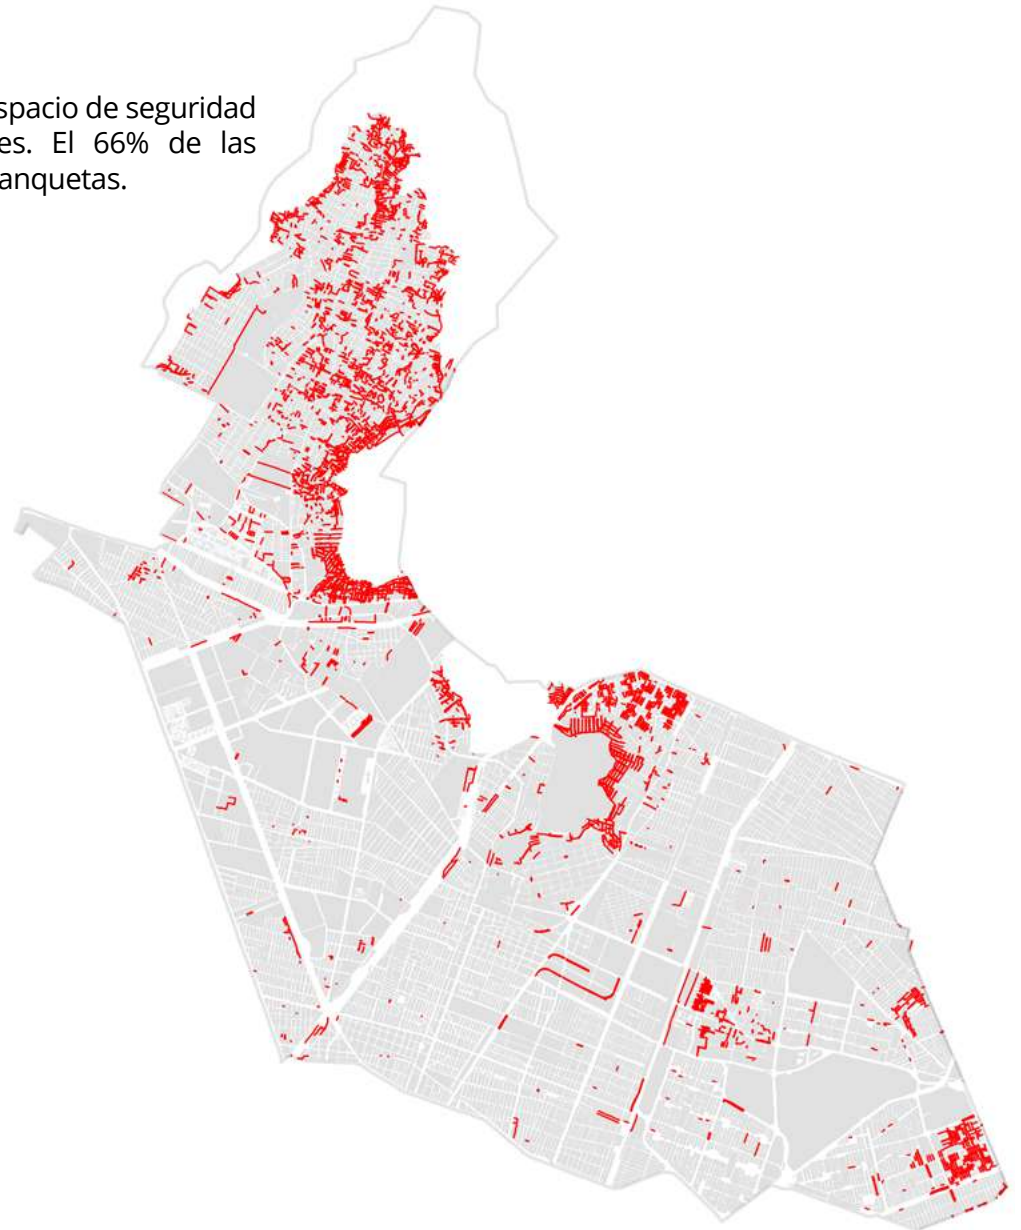 spacio de seguridad
es. El 66% de las
anquetas.